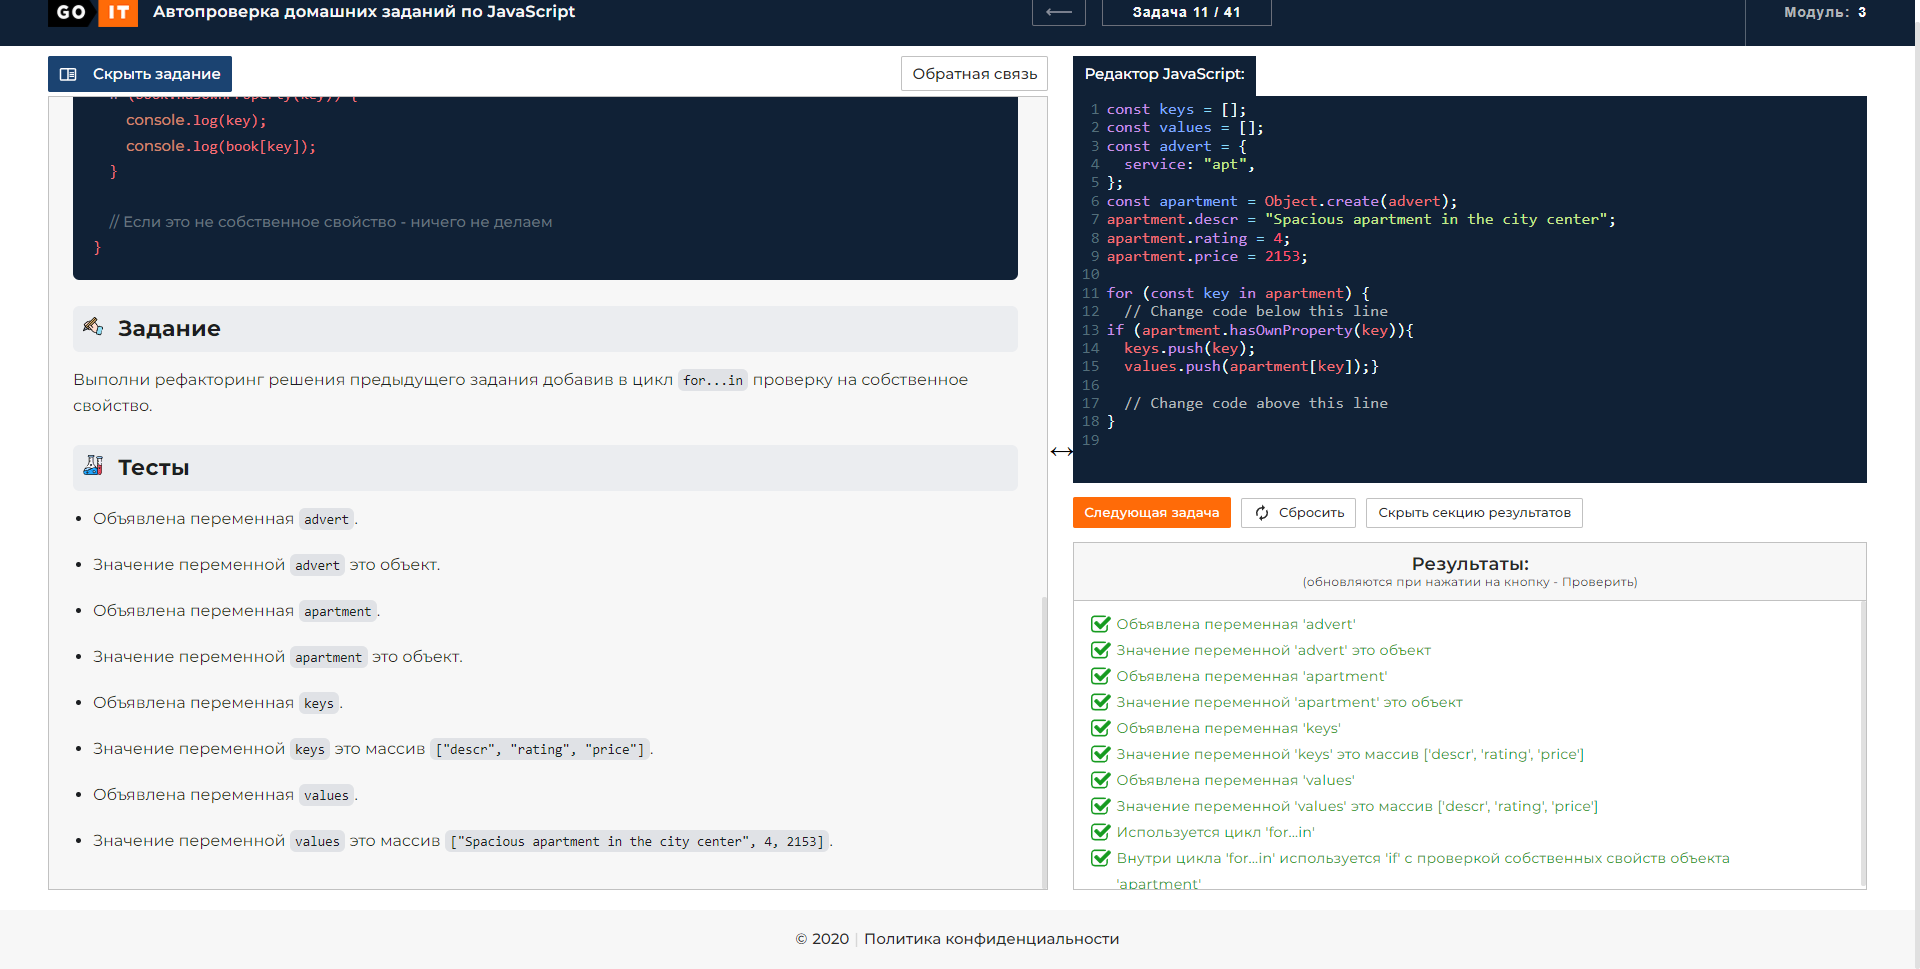 GO IT Автопроверка домашних заданий по JavaScript
Задача 11 / 41
Модуль: 3
Скрыть задание
Обратная связь
console.log(key);
console.log(book[key]);
}
// Если это не собственное свойство - ничего не делаем
}
Задание
Выполни рефакторинг решения предыдущего задания добавив в цикл for...in проверку на собственное
свойство.
Тесты
Объявлена переменная advert.
Значение переменной advert это объект.
Объявлена переменная apartment.
Значение переменной apartment это объект.
Объявлена переменная keys.
Значение переменной keys это массив ["descr", "rating", "price"].
Объявлена переменная values.
Значение переменной values это массив ["Spacious apartment in the city center", 4, 2153].
Редактор JavaScript:
1 const keys = [];
2 const values = [];
3 const advert = {
4 service: "apt",
5 };
6 const apartment = Object.create(advert);
7 apartment.descr = "Spacious apartment in the city center";
8 apartment.rating = 4;
9 apartment.price = 2153;
10
11 for (const key in apartment) {
12 // Change code below this line
13 if (apartment.hasOwnProperty(key)){
14 keys.push(key);
15 values.push(apartment[key]);}
16
17 // Change code above this line
18 }
19
Следующая задача
Сбросить
Скрыть секцию результатов
Результаты:
(обновляются при нажатии на кнопку - Проверить)
Объявлена переменная 'advert'
Значение переменной 'advert' это объект
Объявлена переменная 'apartment'
Значение переменной 'apartment' это объект
Объявлена переменная 'keys'
Значение переменной 'keys' это массив ['descr', 'rating', 'price']
Объявлена переменная 'values'
Значение переменной 'values' это массив ['descr', 'rating', 'price']
Используется цикл 'for...in'
Внутри цикла 'for...in' используется 'if' с проверкой собственных свойств объекта
'apartment'
© 2020 | Политика конфиденциальности